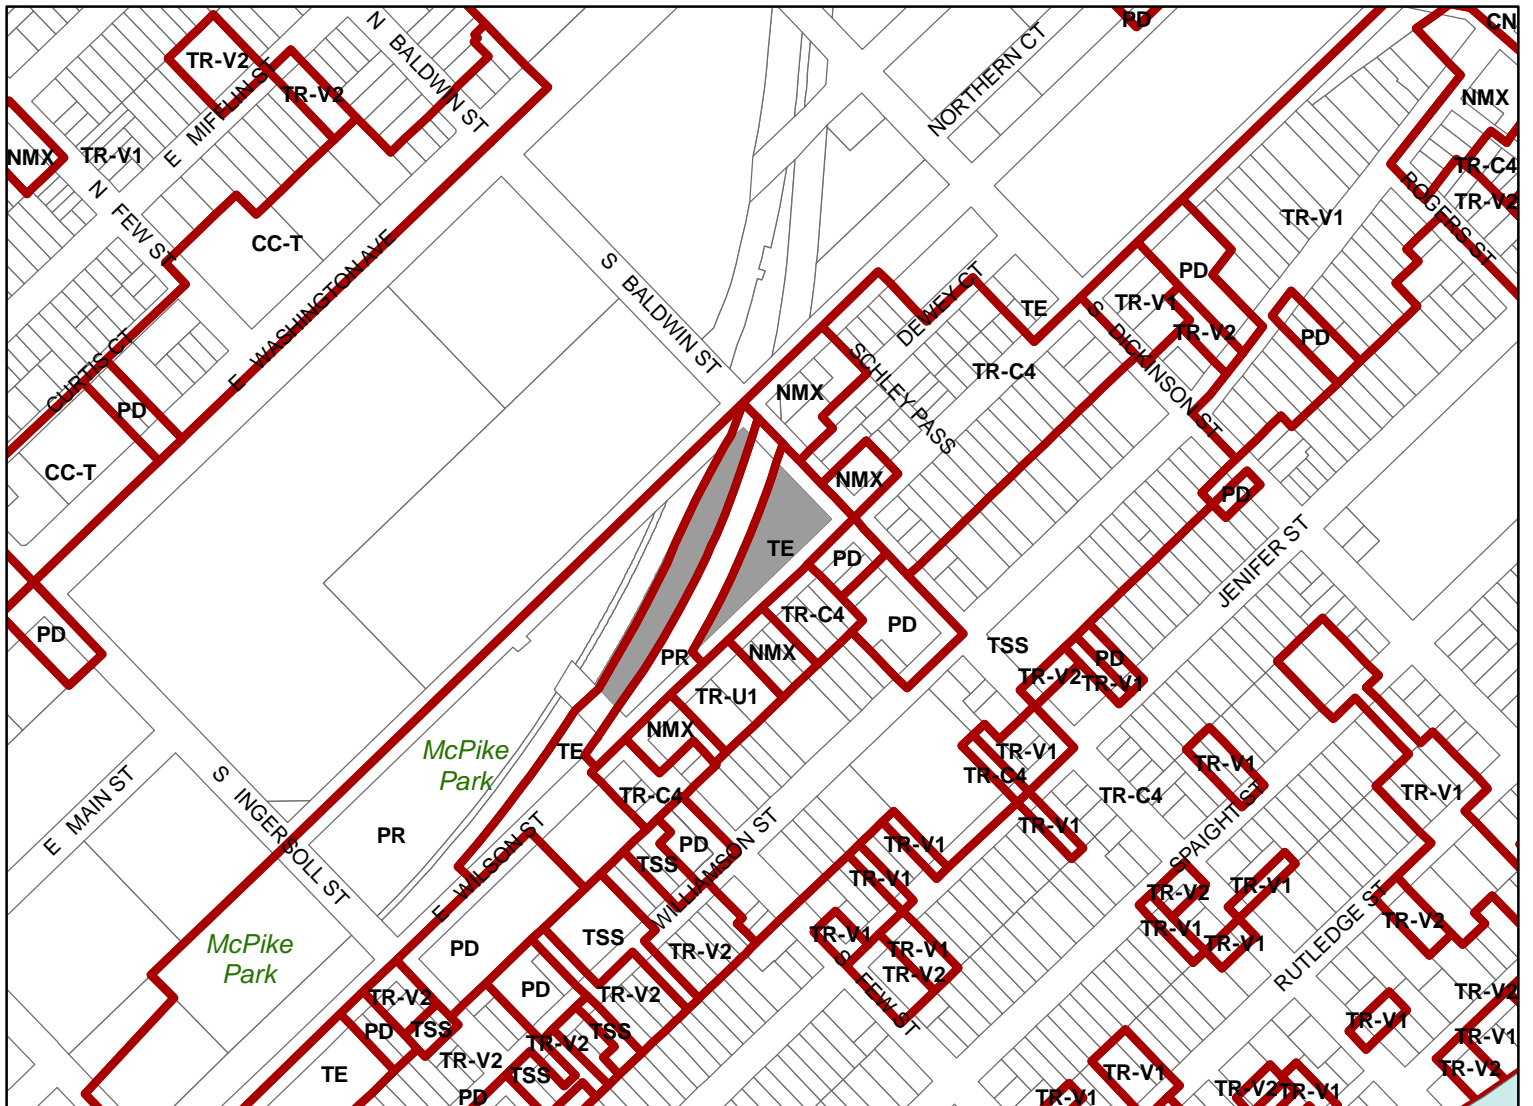 PD
CN
N BALDWIN ST
TR-V2
TR-V2
E MIFFLIN ST
NORTHERN CT
NMX
NMX
TR-V1
TR-C4
TR-V2
ROGERS ST
N FEW ST
CC-T
TR-V1
E WASHINGTON AVE
S BALDWIN ST
PD
DEWEY CT
TE
TR-V1
TR-V2
S DICKINSON ST
PD
CURTIS CT
SCHLEY PASS
TR-C4
NMX
PD
CC-T
NMX
PD
TE
PD
JENIFER ST
PD
TR-C4
PD
TSS
NMX
PR
PD
TR-V2
TR-V1
TR-U1
NMX
McPike
Park
TE
TR-V1
TR-C4
TR-V1
TR-V1
E MAIN ST
S INGERSOLL ST
TR-C4
TR-C4
SPAIGHT ST
TR-V1
PR
E WILSON ST
PD
TSS
WILLIAMSON ST
TR-V1
TR-V1
TR-V2
TR-V1
TR-V1
TR-V1
RUTLEDGE ST
TR-V2
McPike
Park
PD
TSS
TR-V2
TR-V1
TR-V1
TR-V2
S FEW ST
TR-V2
PD
TR-V2
TR-V2
PD
TSS
TSS
TR-V2
TR-V2
TR-V1
TR-V1
TE
TSS
PD
TR-V1
TR-V2
TR-V1
TR-V2
TR-V1